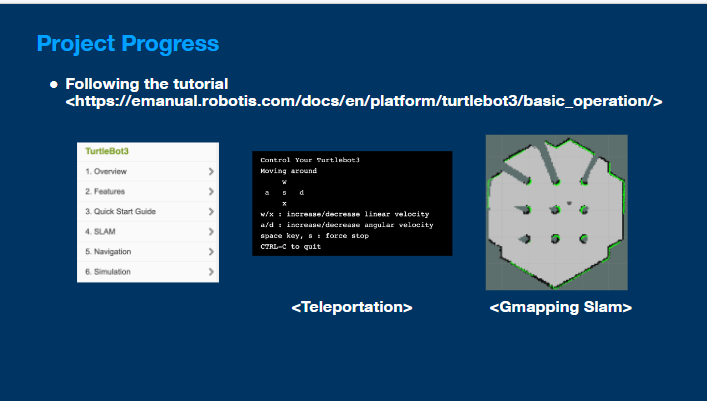 Project Progress
● Following the tutorial
<https://emanual.robotis.com/docs/en/platform/turtlebot3/basic_operation/>
TurtleBot3
1. Overview
2. Features
3. Quick Start Guide
4. SLAM
5. Navigation
6. Simulation
Control Your Turtlebot3
Moving around
w
a s d
x
w/x : increase/decrease linear velocity
a/d : increase/decrease angular velocity
space key, s : force stop
CTRL-C to quit
<Teleportation>
<Gmapping Slam>